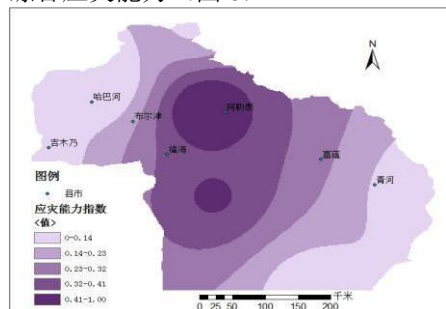 N
哈巴河
阿勒泰
布尔津
吉木乃
福海
富蕴
青河
图例
县市
应灾能力指数
<值>
0-0.14
0.14-0.23
0.23-0.32
0.32-0.41
0.41-1.00
千米
0 25 50 100 150 200